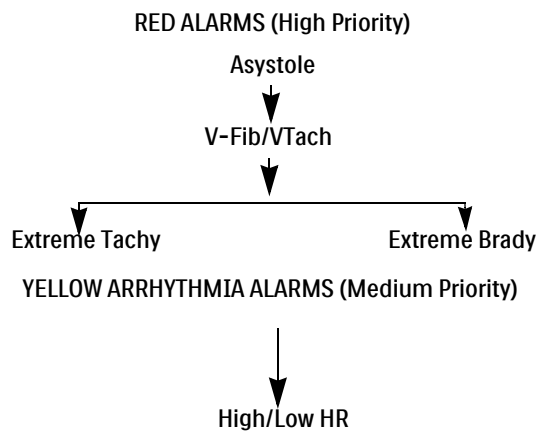 RED ALARMS (High Priority)
Asystole
V-Fib/VTach
Extreme Tachy Extreme Brady
YELLOW ARRHYTHMIA ALARMS (Medium Priority)
High/Low HR